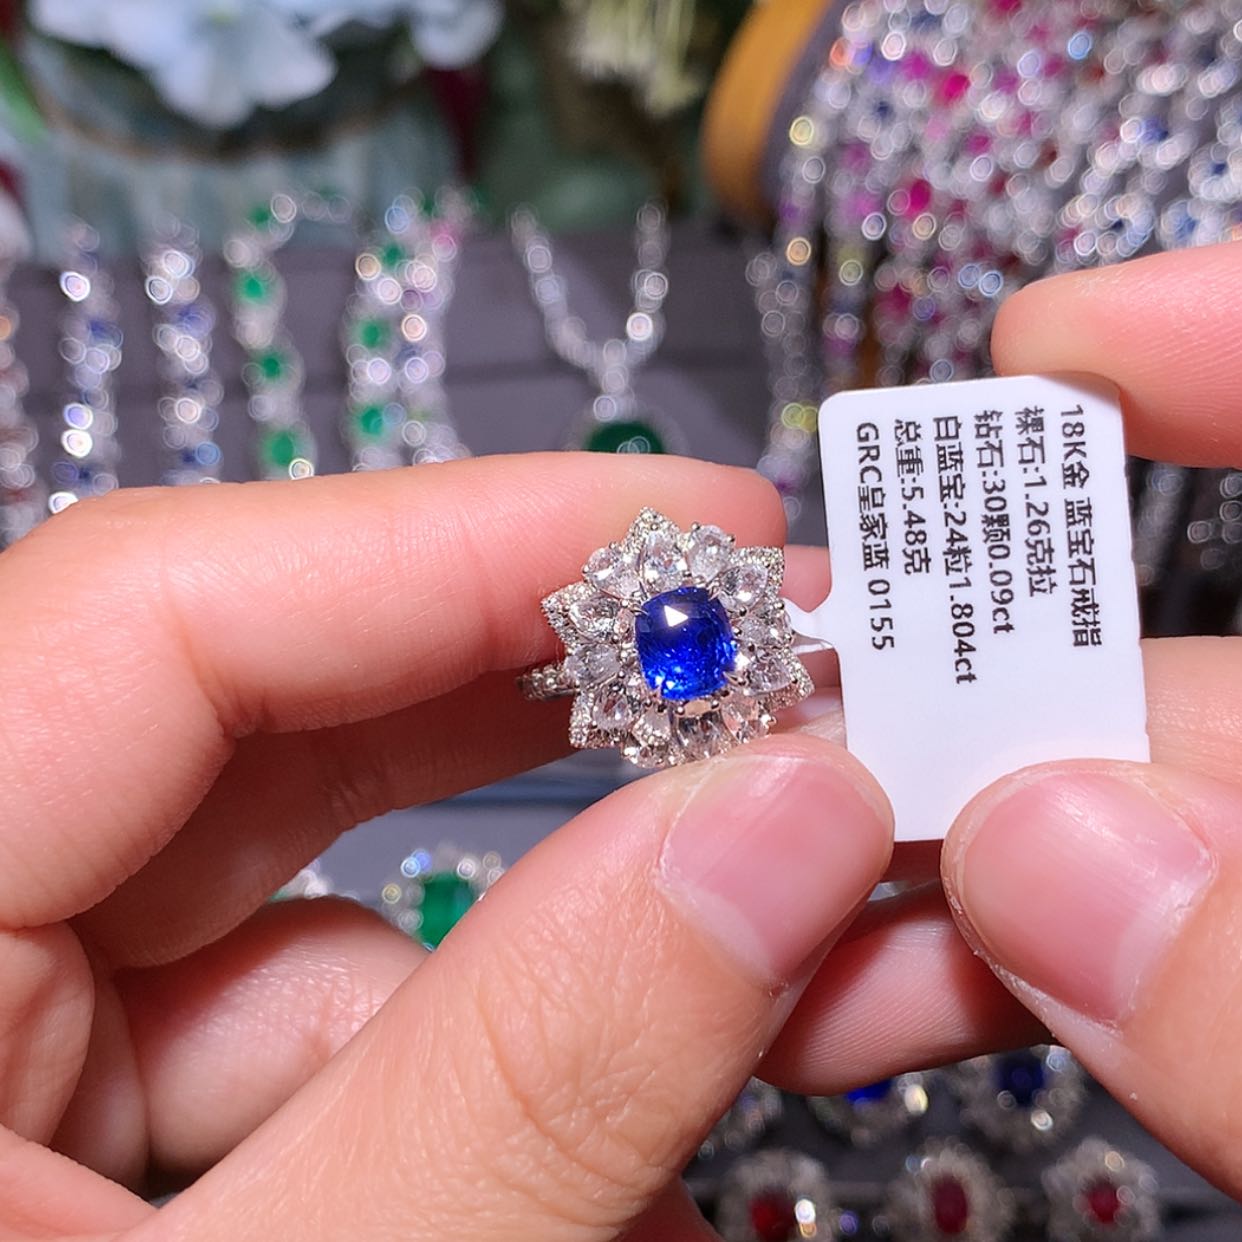 18K金 蓝宝石戒指
裸石:1.26克拉
钻石:30颗0.09ct
白蓝宝:24粒1.804ct
总重:5.48克
GRC皇家蓝 0155